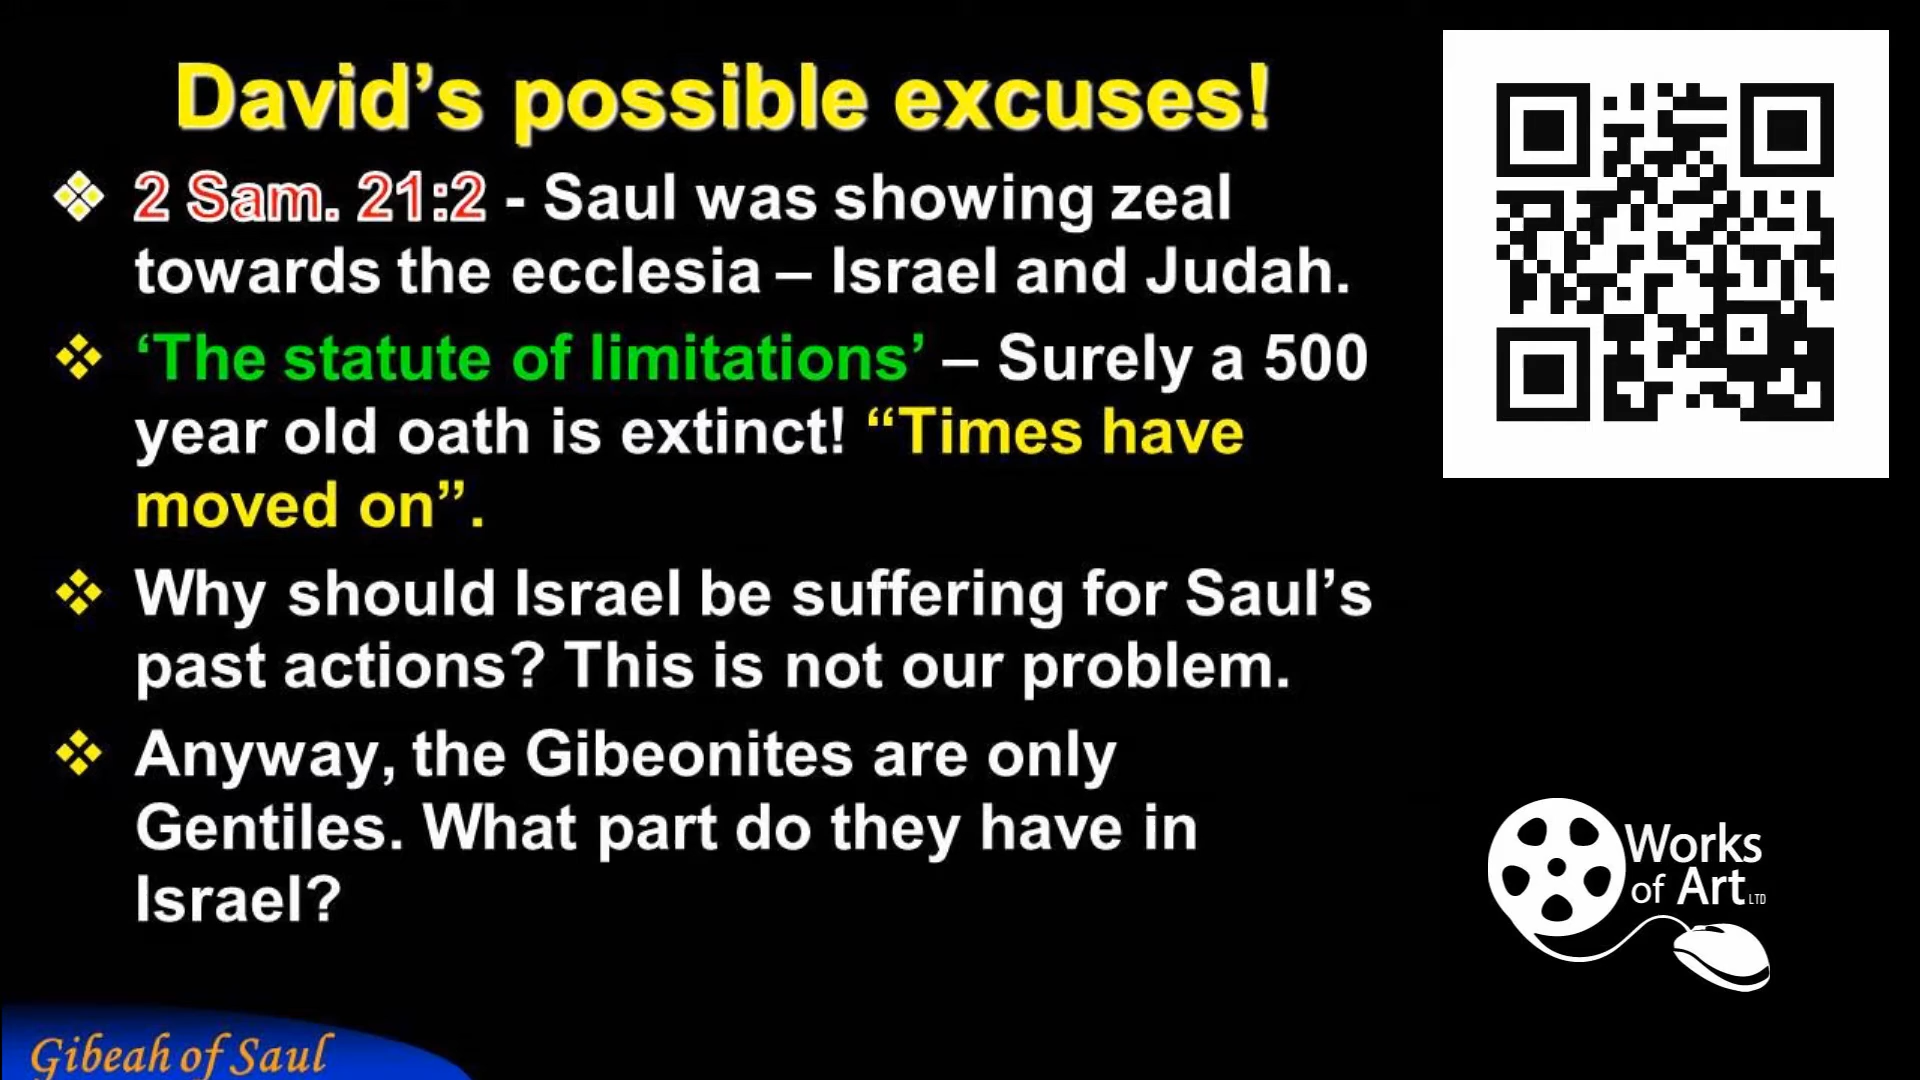 David’s possible excuses!
2 Sam. 21:2 - Saul was showing zeal
towards the ecclesia – Israel and Judah.
‘The statute of limitations’ – Surely a 500
year old oath is extinct! “Times have
moved on”.
Why should Israel be suffering for Saul’s
past actions? This is not our problem.
Anyway, the Gibeonites are only
Gentiles. What part do they have in
Israel?
Works
of Art LTD
Gibeah of Saul